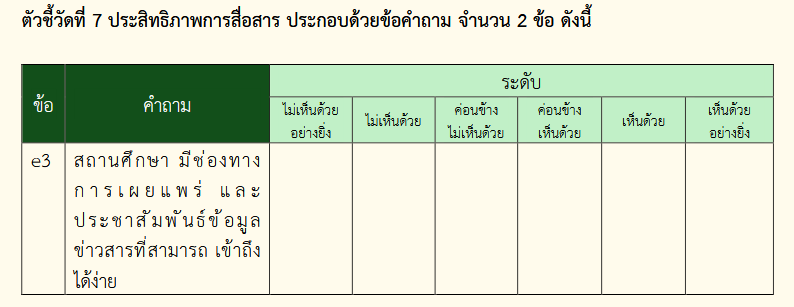 ตัวชี้วัดที่ 7 ประสิทธิภาพการสื่อสาร ประกอบด้วยข้อคำถาม จำนวน 2 ข้อ ดังนี้
ข้อ
คำถาม
ระดับ
ไม่เห็นด้วย
อย่างยิ่ง
ไม่เห็นด้วย
ค่อนข้าง
ไม่เห็นด้วย
ค่อนข้าง
เห็นด้วย
เห็นด้วย
เห็นด้วย
อย่างยิ่ง
e3
สถานศึกษา มีช่องทาง
การเผยแพร่ และ
ประชาสัมพันธ์ข้อมูล
ข่าวสารที่สามารถ เข้าถึง
ได้ง่าย